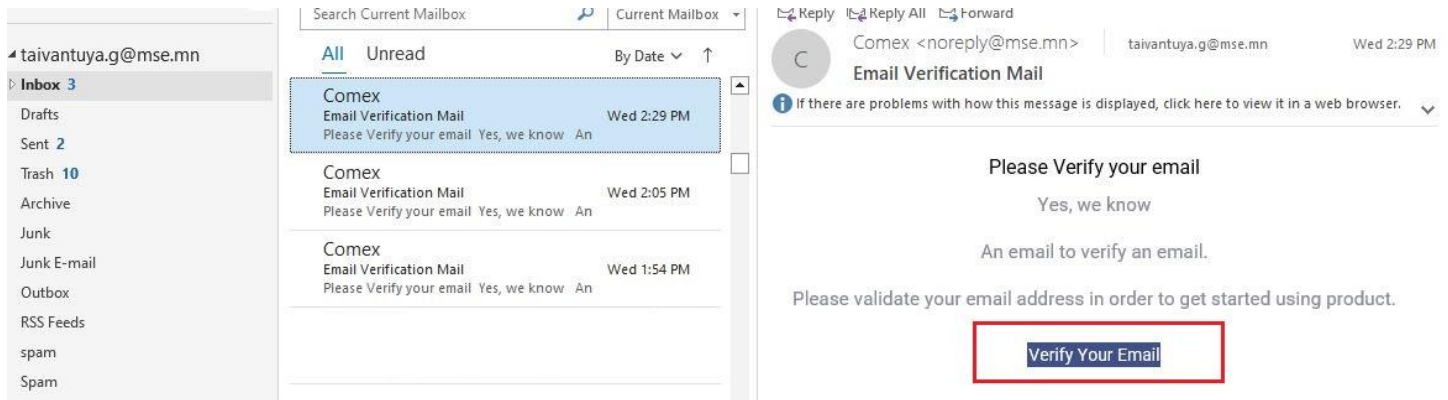 taivantuya.g@mse.mn
Inbox 3
Drafts
Sent 2
Trash 10
Archive
Junk
Junk E-mail
Outbox
RSS Feeds
spam
Spam
Search Current Mailbox Current Mailbox
All Unread By Date
Comex
Email Verification Mail Wed 2:29 PM
Please Verify your email Yes, we know An
Comex
Email Verification Mail Wed 2:05 PM
Please Verify your email Yes, we know An
Comex
Email Verification Mail Wed 1:54 PM
Please Verify your email Yes, we know An
Reply Reply All Forward
C
Comex <noreply@mse.mn> taivantuya.g@mse.mn Wed 2:29 PM
Email Verification Mail
If there are problems with how this message is displayed, click here to view it in a web browser.
Please Verify your email
Yes, we know
An email to verify an email.
Please validate your email address in order to get started using product.
Verify Your Email